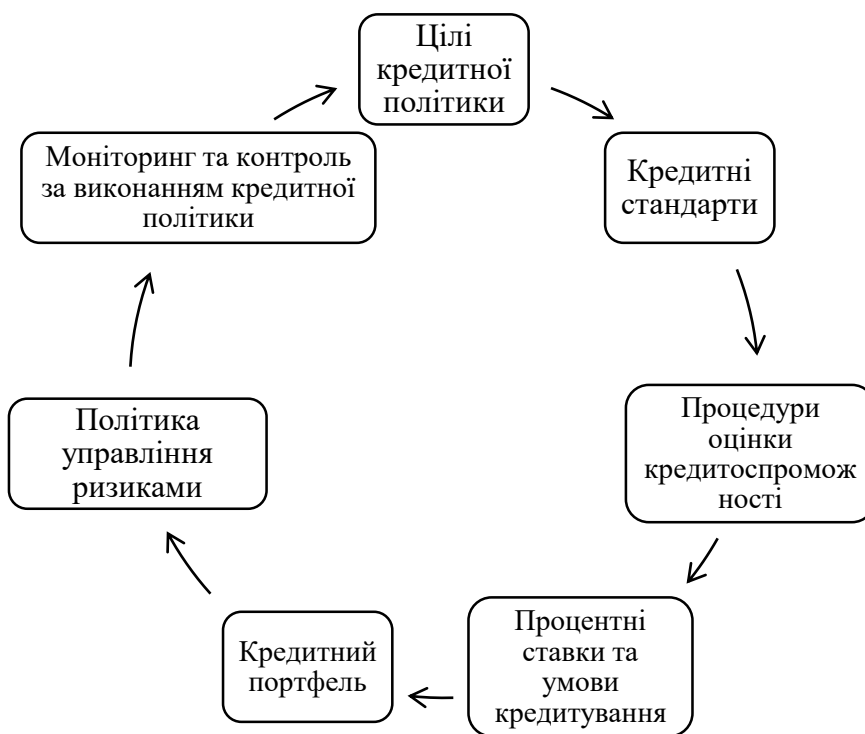 Цілі
кредитної
політики
Кредитні
стандарти
Процедури
оцінки
кредитоспромож
ності
Процентні
ставки та
умови
кредитування
Кредитний
портфель
Політика
управління
ризиками
Моніторинг та контроль
за виконанням кредитної
політики